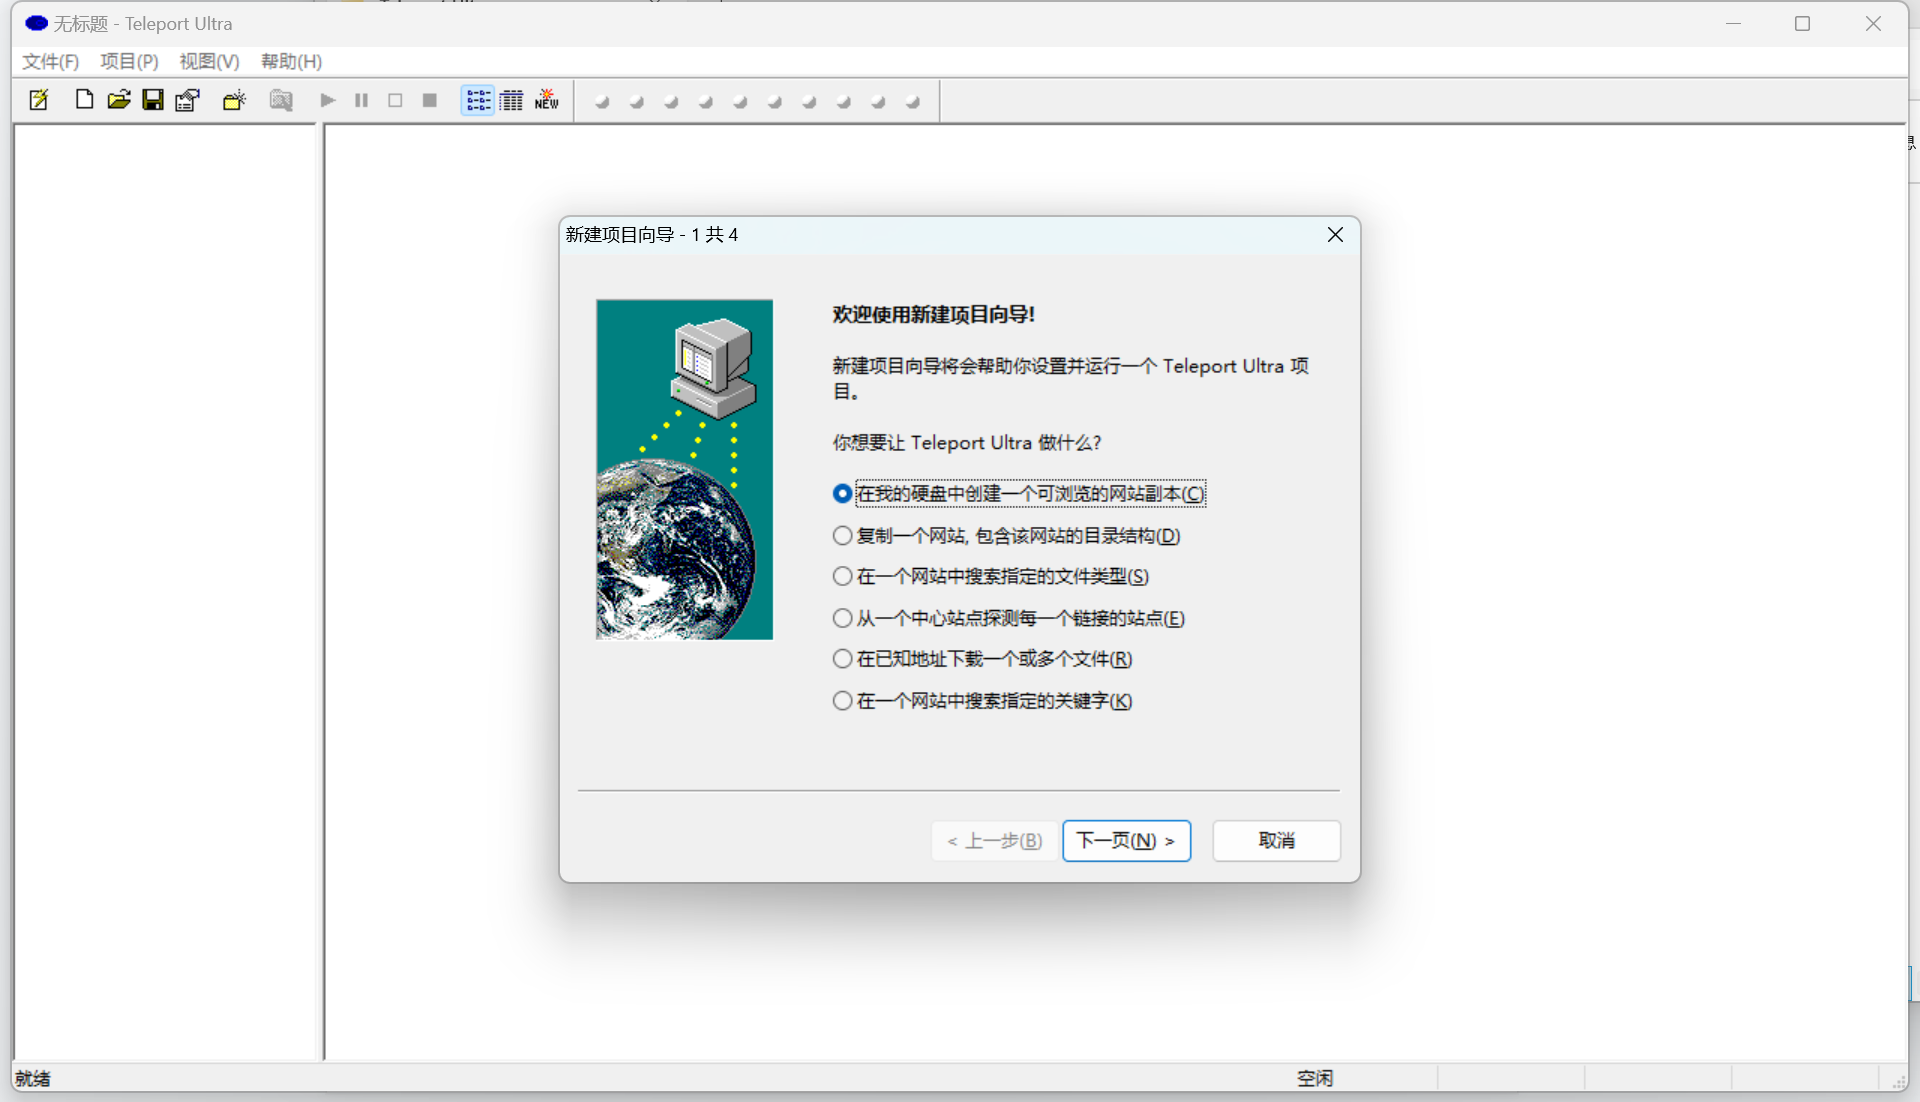 无标题 - Teleport Ultra
文件(F) 项目(P) 视图(V) 帮助(H)
NEW
新建项目向导 - 1 共 4
欢迎使用新建项目向导!
新建项目向导将会帮助你设置并运行一个 Teleport Ultra 项
目。
你想要让 Teleport Ultra 做什么?
在我的硬盘中创建一个可浏览的网站副本(C)
复制一个网站, 包含该网站的目录结构(D)
在一个网站中搜索指定的文件类型(S)
从一个中心站点探测每一个链接的站点(E)
在已知地址下载一个或多个文件(R)
在一个网站中搜索指定的关键字(K)
< 上一步(B) 下一页(N) > 取消
就绪 空闲